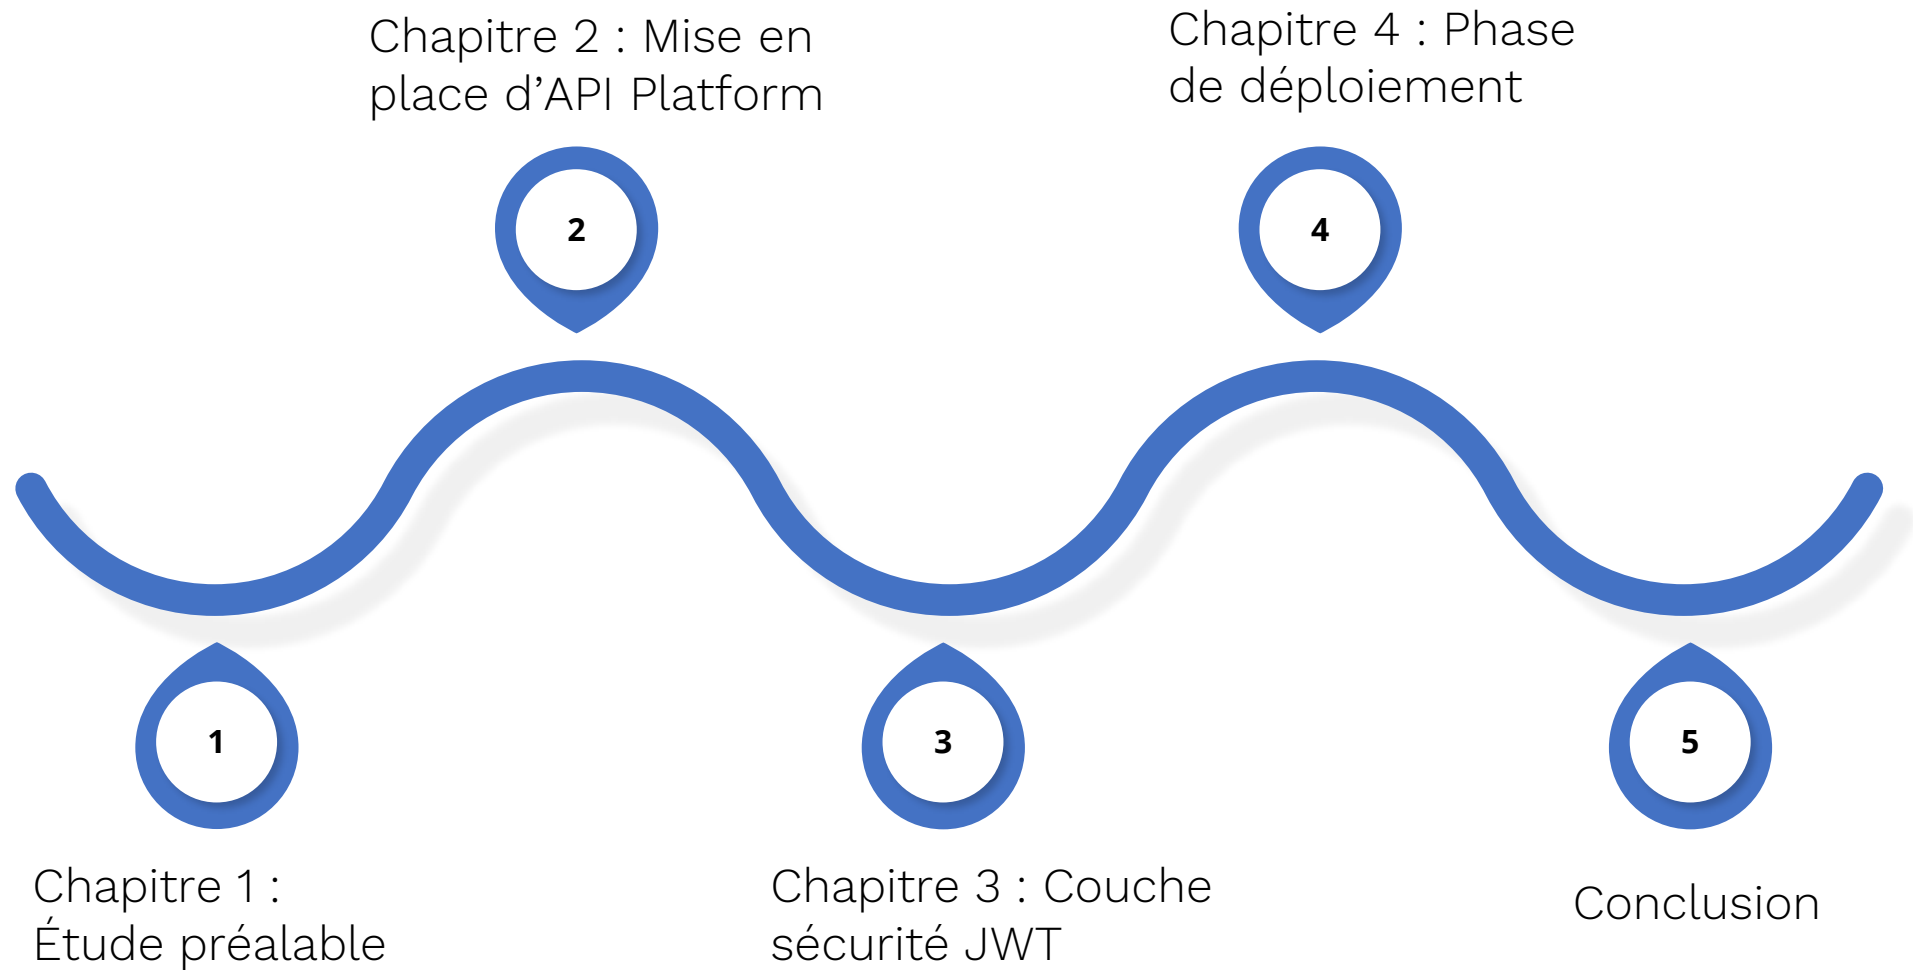 Chapitre 2 : Mise en
place d’API Platform
Chapitre 4 : Phase
de déploiement
2
4
1
3
5
Chapitre 1 :
Étude préalable
Chapitre 3 : Couche
sécurité JWT
Conclusion